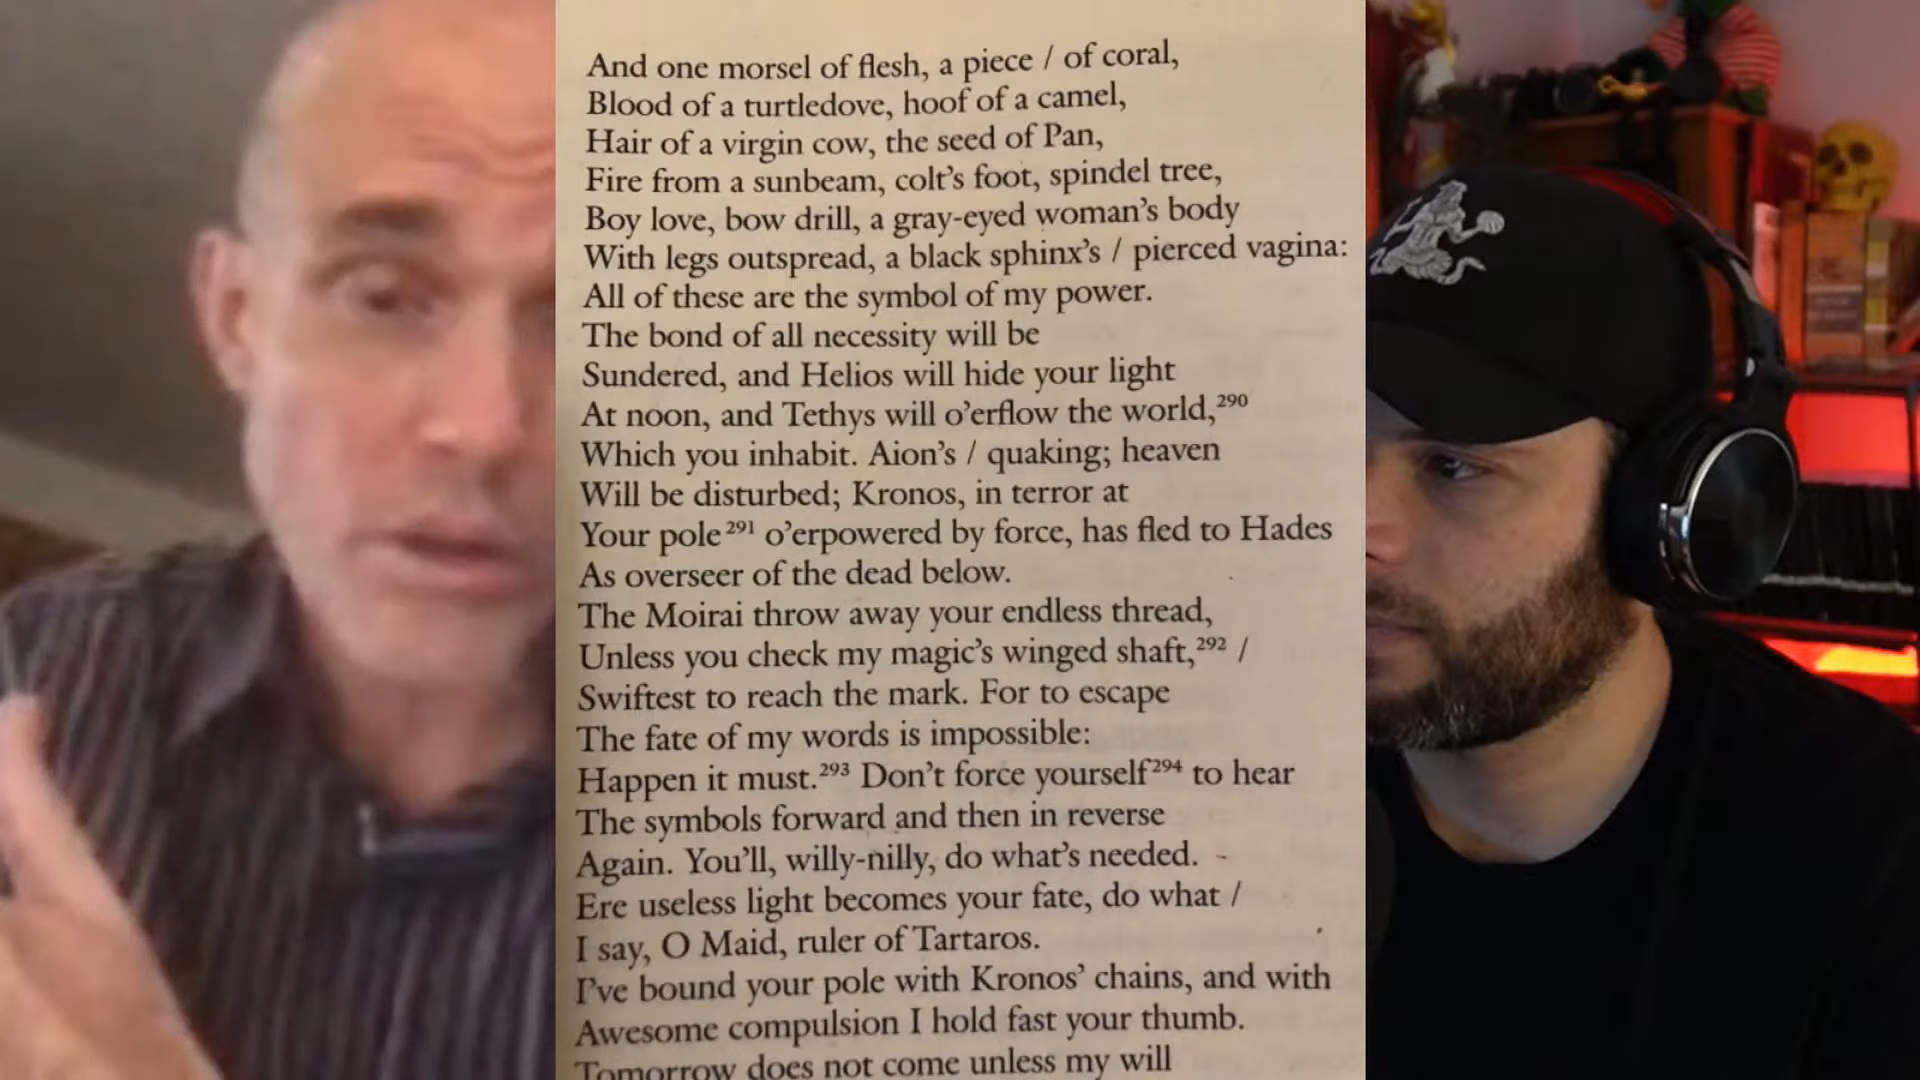 And one morsel of flesh, a piece / of coral,
Blood of a turtledove, hoof of a camel,
Hair of a virgin cow, the seed of Pan,
Fire from a sunbeam, colt's foot, spindel tree,
Boy love, bow drill, a gray-eyed woman's body
With legs outspread, a black sphinx's / pierced vagina:
All of these are the symbol of my power.
The bond of all necessity will be
Sundered, and Helios will hide your light
At noon, and Tethys will o'erflow the world,²⁹⁰
Which you inhabit. Aion's / quaking; heaven
Will be disturbed; Kronos, in terror at
Your pole²⁹¹ o'erpowered by force, has fled to Hades
As overseer of the dead below.
The Moirai throw away your endless thread,
Unless you check my magic's winged shaft,²⁹² /
Swiftest to reach the mark. For to escape
The fate of my words is impossible:
Happen it must.²⁹³ Don't force yourself²⁹⁴ to hear
The symbols forward and then in reverse
Again. You'll, willy-nilly, do what's needed.
Ere useless light becomes your fate, do what /
I say, O Maid, ruler of Tartaros.
I've bound your pole with Kronos' chains, and with
Awesome compulsion I hold fast your thumb.
Tomorrow does not come unless my will